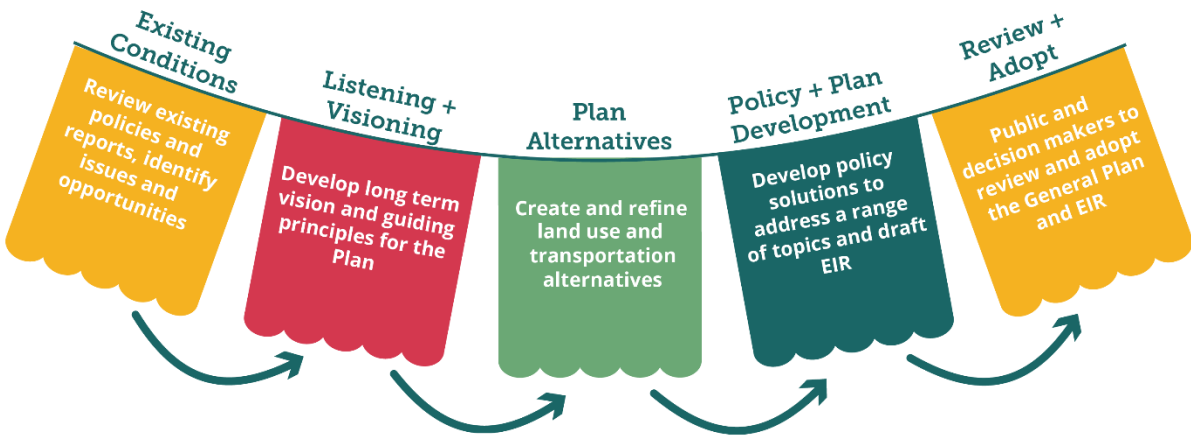 Existing
Conditions
Review existing
policies and
reports, identify
issues and
opportunities
Listening +
Visioning
Develop long term
vision and guiding
principles for the
Plan
Plan
Alternatives
Create and refine
land use and
transportation
alternatives
Policy + Plan
Development
Develop policy
solutions to
address a range
of topics and draft
EIR
Review +
Adopt
Public and
decision makers to
review and adopt
the General Plan
and EIR